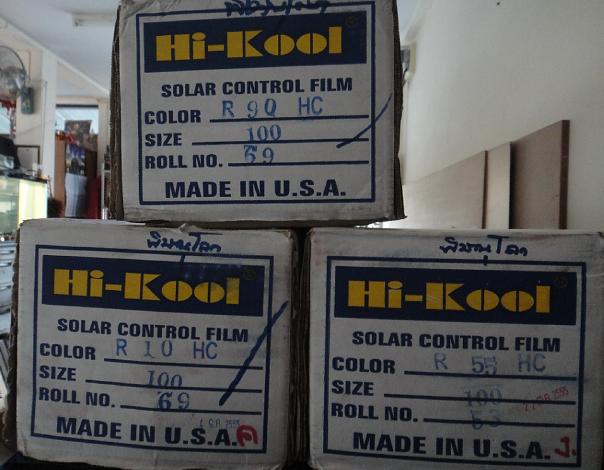 Hi-Kool
SOLAR CONTROL FILM
COLOR R 90 HC
SIZE 100
ROLL NO. 69
MADE IN U.S.A.
พิษณุโลก
Hi-Kool
SOLAR CONTROL FILM
COLOR R 10 HC
SIZE 100
ROLL NO. 69
MADE IN U.S.A.
พิษณุโลก
Hi-Kool®
SOLAR CONTROL FILM
COLOR R 55 HC
SIZE 100
ROLL NO. 53
MADE IN U.S.A. ว.